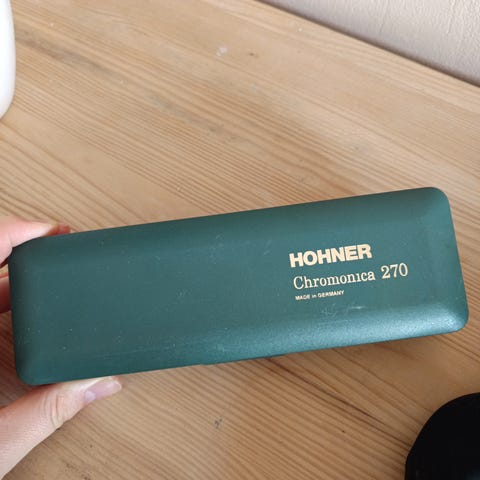 HOHNER
Chromonica 270
MADE in GERMANY